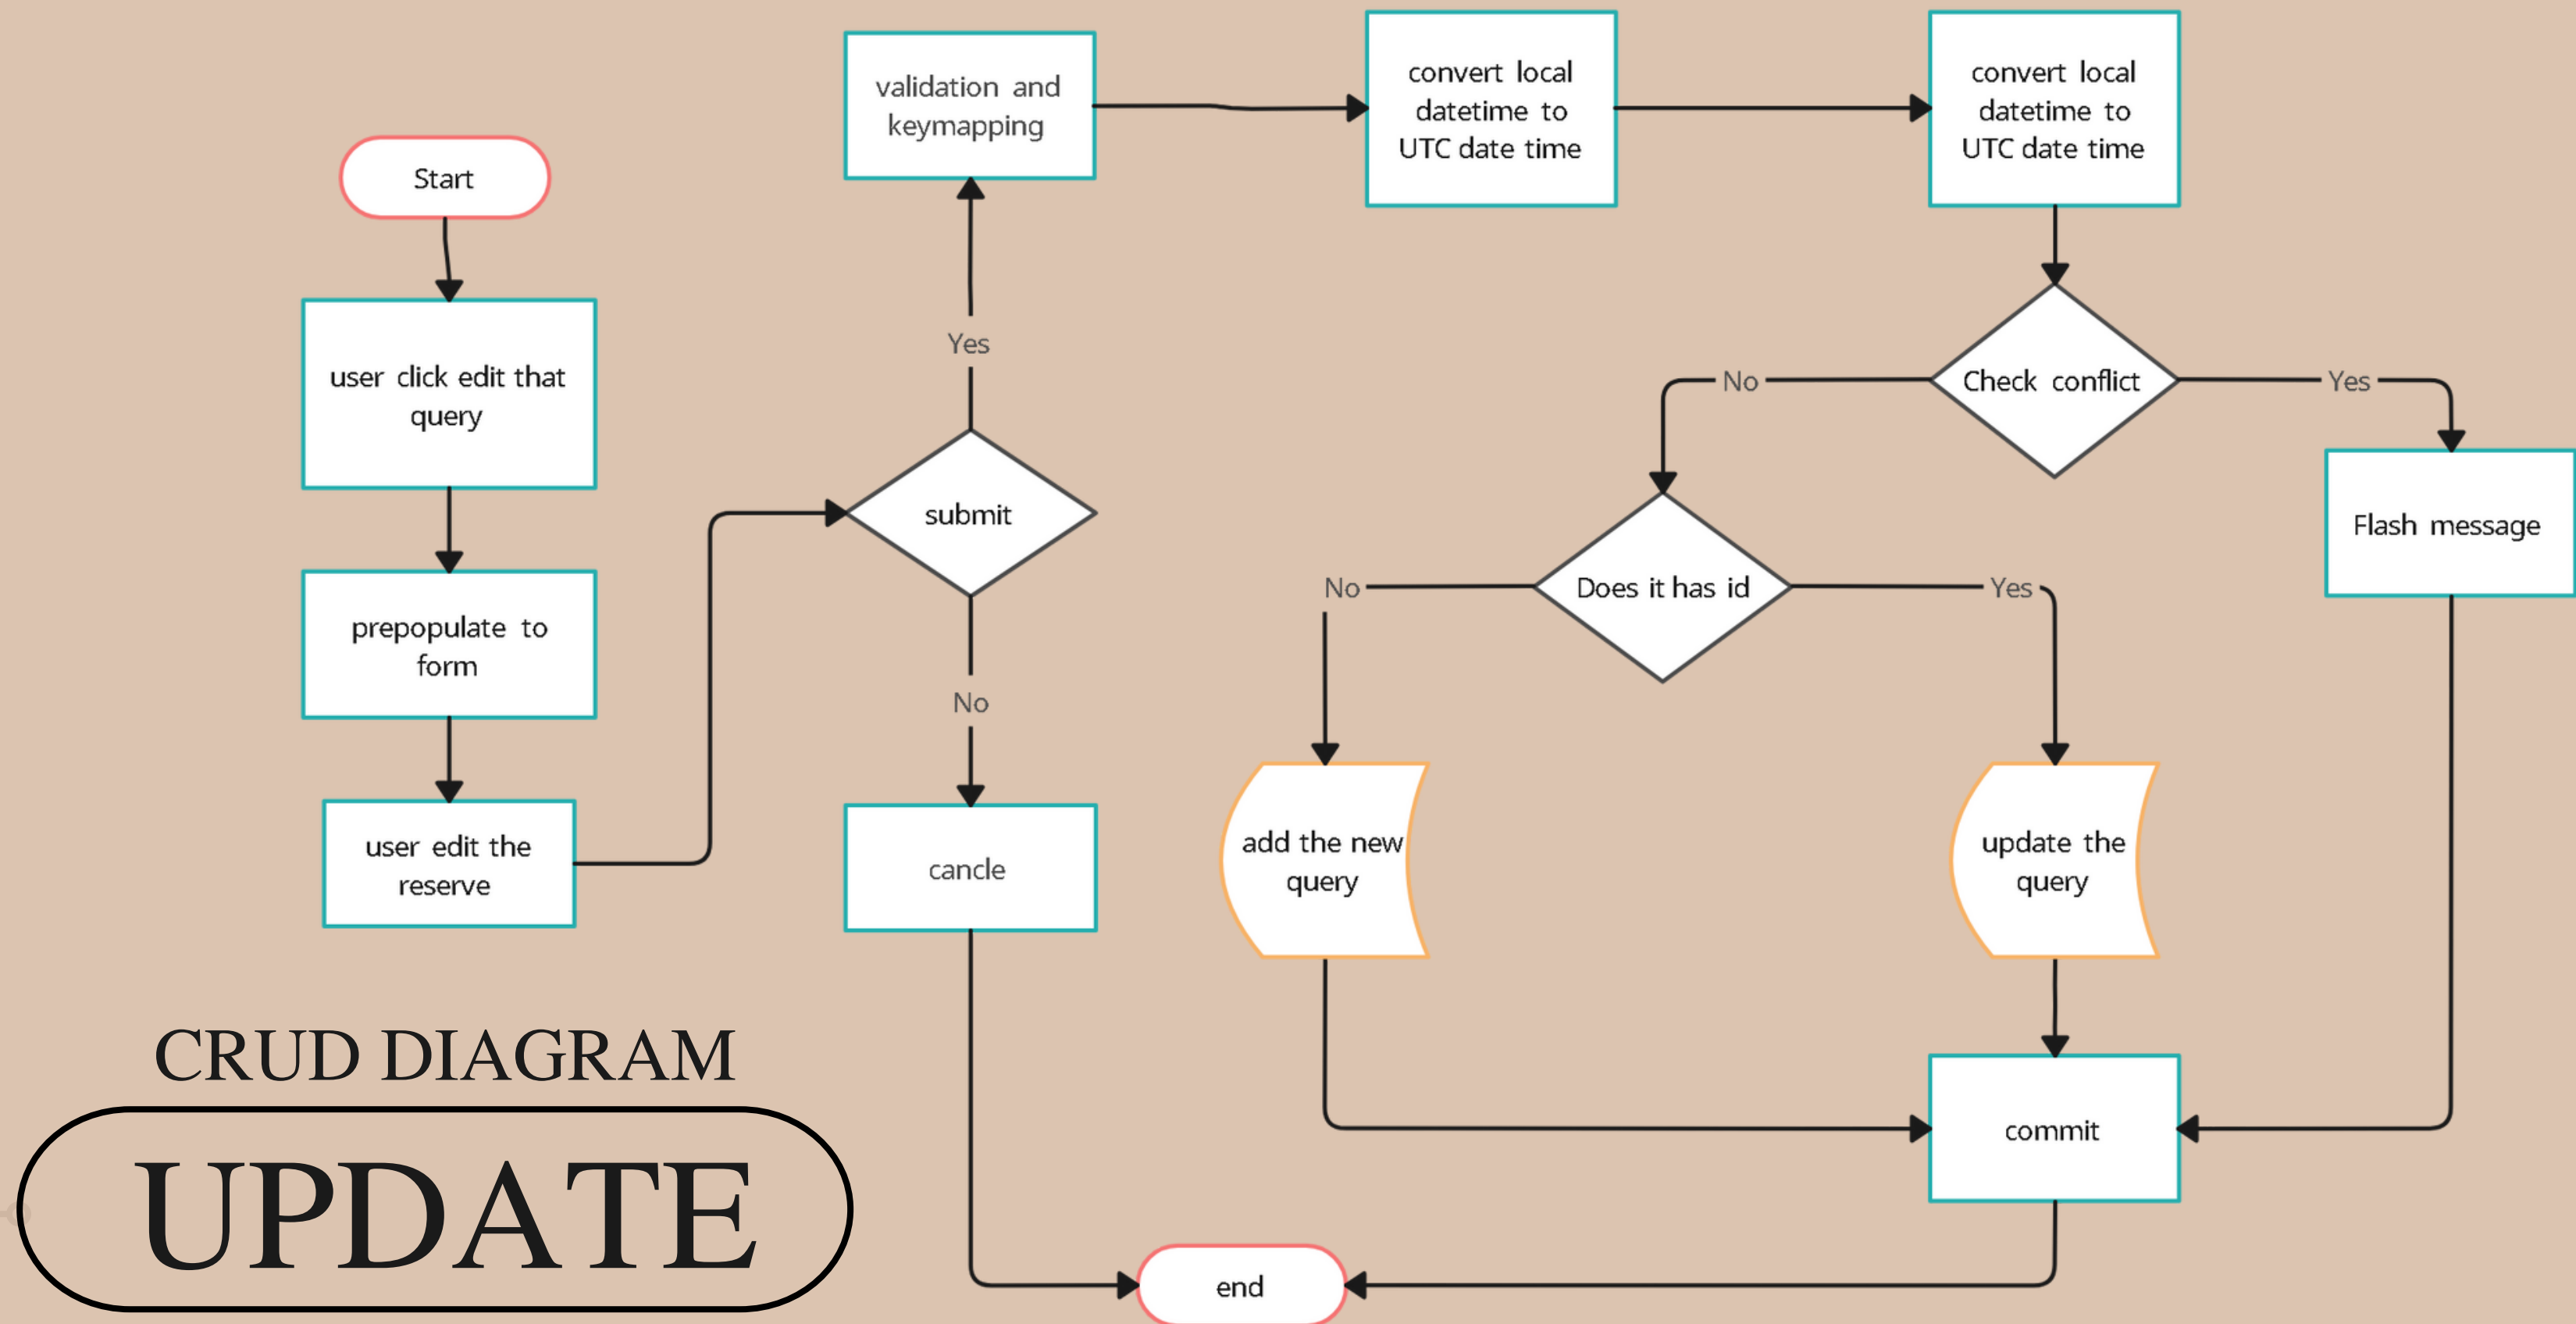 Start
user click edit that
query
prepopulate to
form
user edit the
reserve
submit
Yes
No
validation and
keymapping
cancle
convert local
datetime to
UTC date time
convert local
datetime to
UTC date time
Check conflict
No
Yes
Flash message
Does it has id
No
Yes
add the new
query
update the
query
commit
end
CRUD DIAGRAM
UPDATE